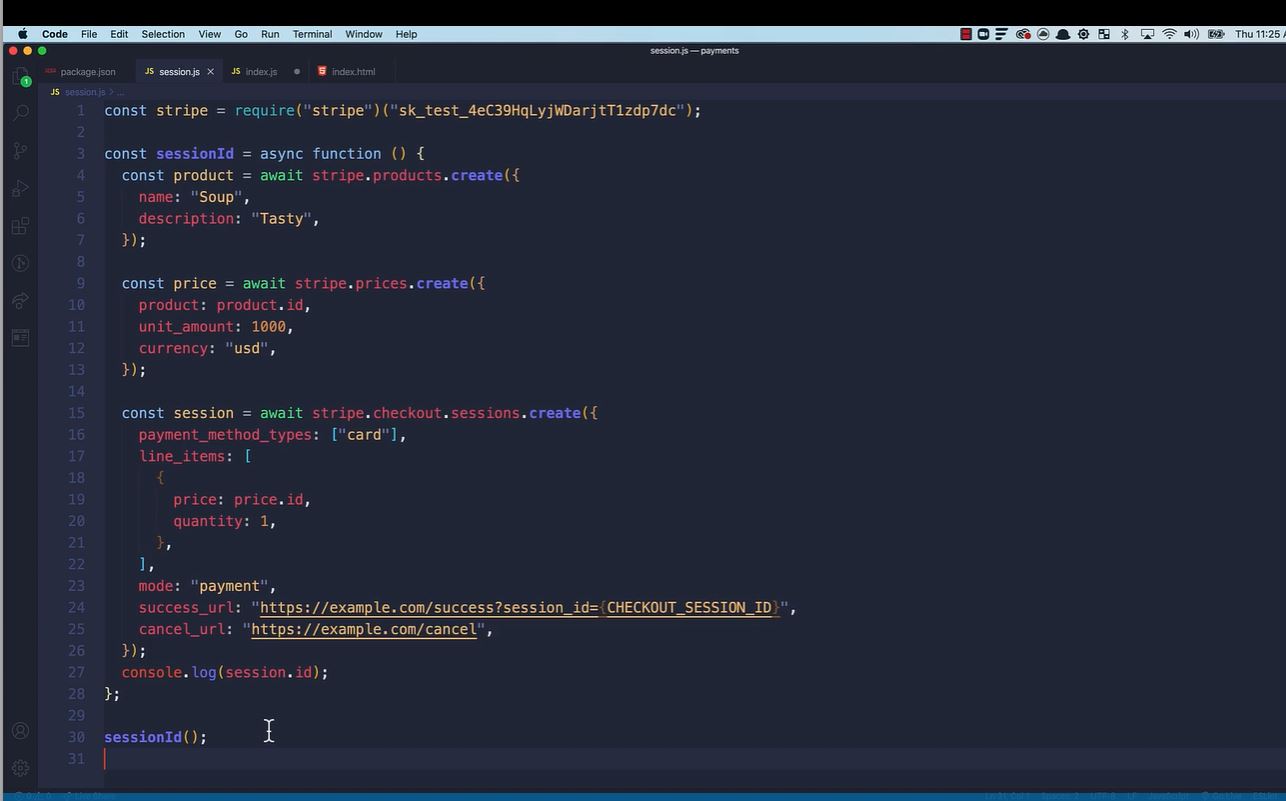 Code File Edit Selection View Go Run Terminal Window Help Thu 11:25
session.js — payments
package.json JS session.js × JS index.js index.html
JS session.js > ...
1 const stripe = require("stripe")("sk_test_4eC39HqLyjWDarjtT1zdp7dc");
2
3 const sessionId = async function () {
4 const product = await stripe.products.create({
5 name: "Soup",
6 description: "Tasty",
7 });
8
9 const price = await stripe.prices.create({
10 product: product.id,
11 unit_amount: 1000,
12 currency: "usd",
13 });
14
15 const session = await stripe.checkout.sessions.create({
16 payment_method_types: ["card"],
17 line_items: [
18 {
19 price: price.id,
20 quantity: 1,
21 },
22 ],
23 mode: "payment",
24 success_url: "https://example.com/success?session_id={CHECKOUT_SESSION_ID}",
25 cancel_url: "https://example.com/cancel",
26 });
27 console.log(session.id);
28 };
29
30 sessionId();
31